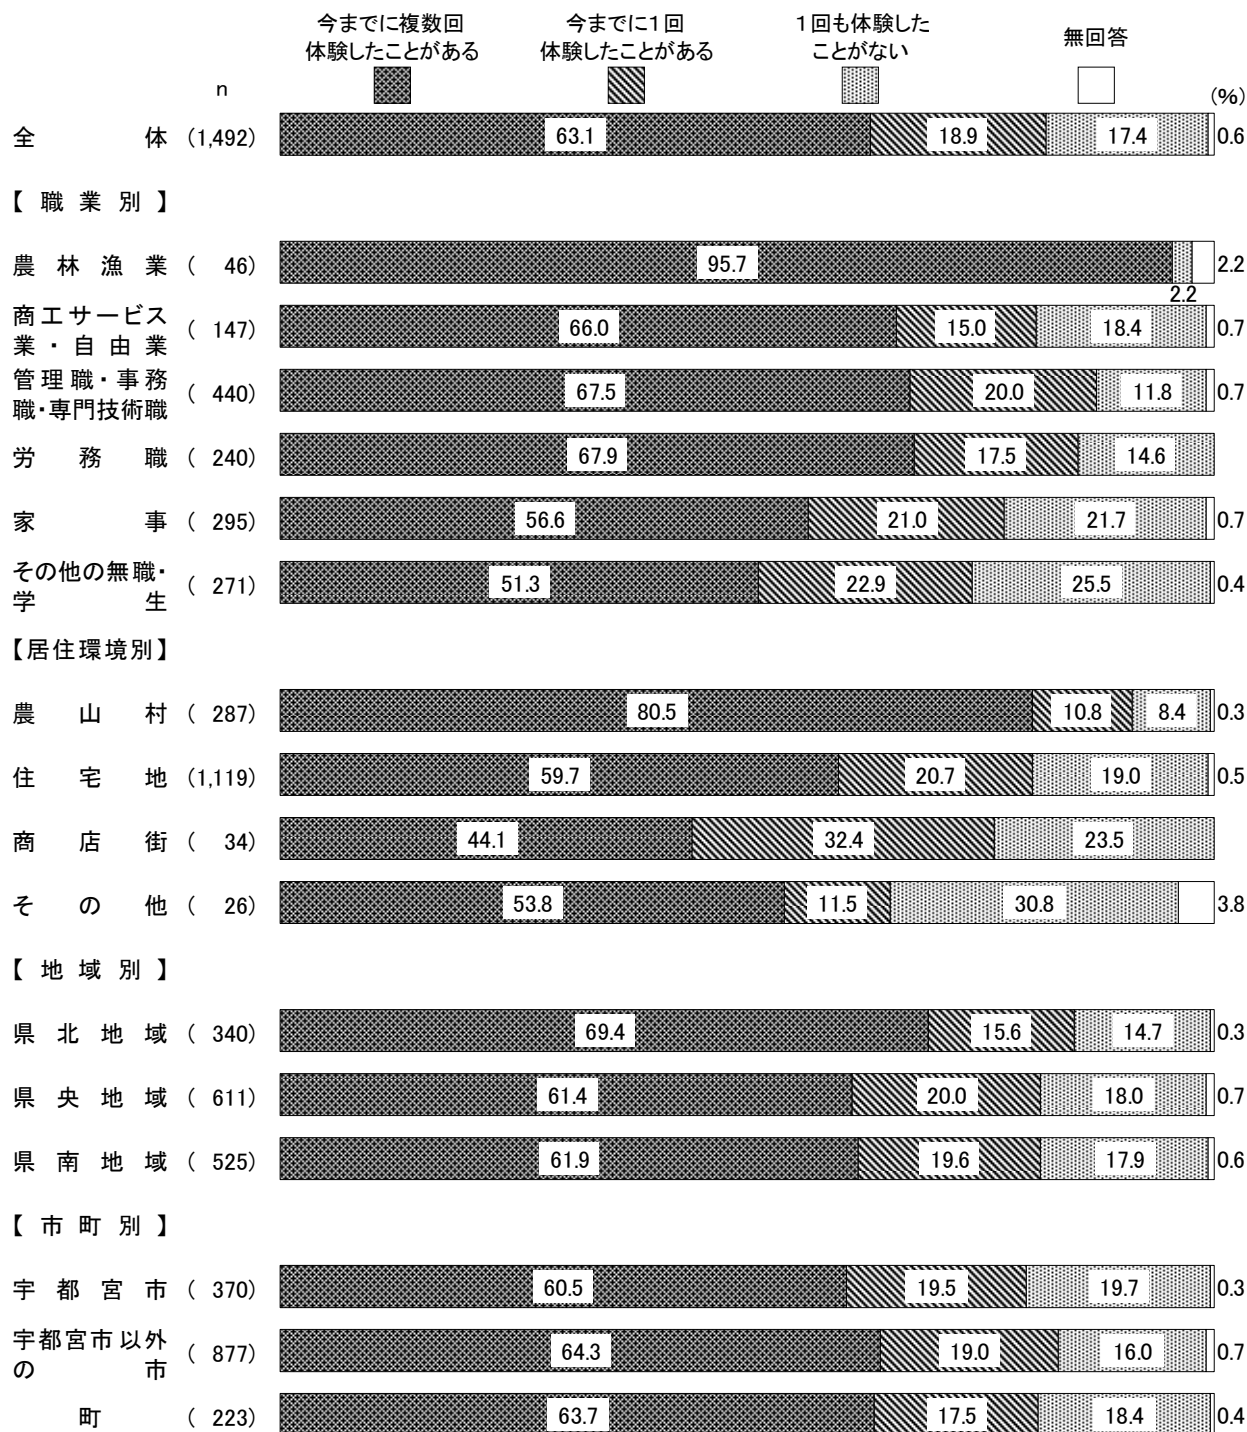 今までに複数回 今までに1回 1回も体験した 無回答
体験したことがある 体験したことがある ことがない
n (%)
全体 (1,492) 63.1 18.9 17.4 0.6
【職業別】
農林漁業 ( 46) 95.7 2.2
2.2
商工サービス
業・自由業 ( 147) 66.0 15.0 18.4 0.7
管理職・事務
職・専門技術職 ( 440) 67.5 20.0 11.8 0.7
労務職 ( 240) 67.9 17.5 14.6
家事 ( 295) 56.6 21.0 21.7 0.7
その他の無職・
学生 ( 271) 51.3 22.9 25.5 0.4
【居住環境別】
農山村 ( 287) 80.5 10.8 8.4 0.3
住宅地 (1,119) 59.7 20.7 19.0 0.5
商店街 ( 34) 44.1 32.4 23.5
その他 ( 26) 53.8 11.5 30.8 3.8
【地域別】
県北地域 ( 340) 69.4 15.6 14.7 0.3
県央地域 ( 611) 61.4 20.0 18.0 0.7
県南地域 ( 525) 61.9 19.6 17.9 0.6
【市町別】
宇都宮市 ( 370) 60.5 19.5 19.7 0.3
宇都宮市以外
の市 ( 877) 64.3 19.0 16.0 0.7
町 ( 223) 63.7 17.5 18.4 0.4